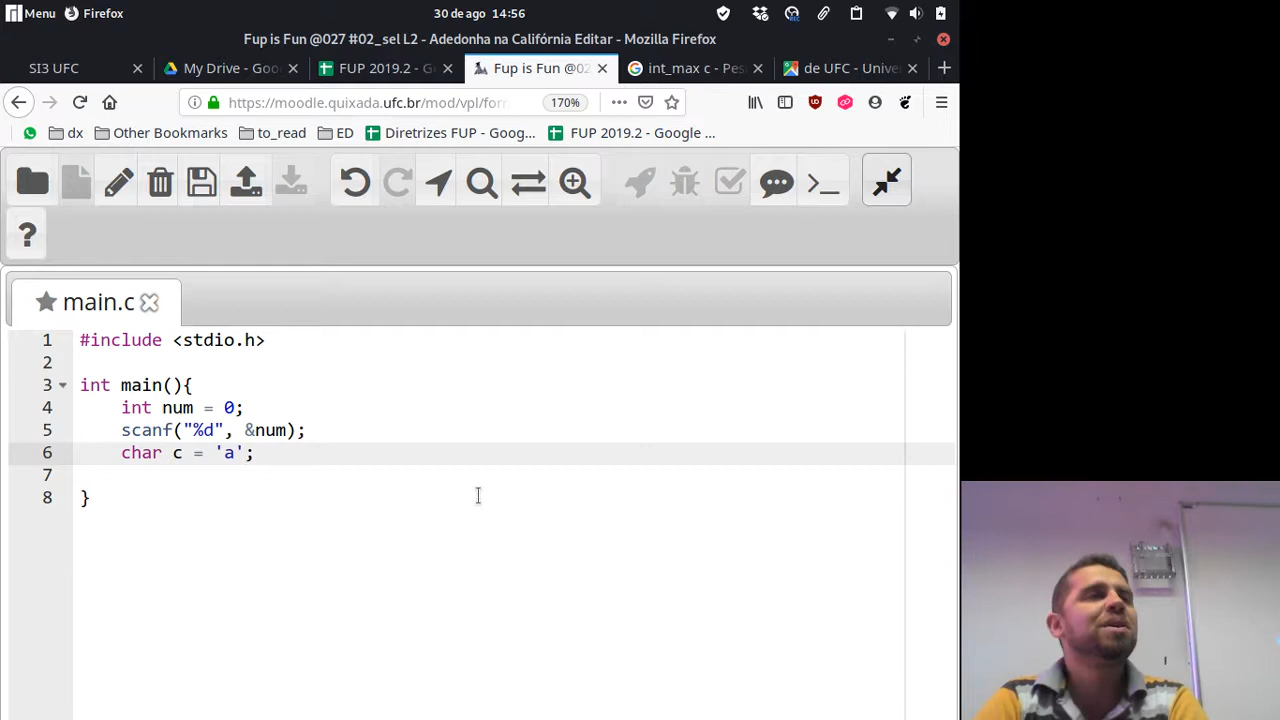 Menu Firefox 30 de ago 14:56
Fup is Fun @027 #02_sel L2 - Adedonha na Califórnia Editar - Mozilla Firefox
SI3 UFC My Drive - Goo FUP 2019.2 - G Fup is Fun @02 int_max c - Pes de UFC - Unive
https://moodle.quixada.ufc.br/mod/vpl/for 170%
dx Other Bookmarks to_read ED Diretrizes FUP - Goog... FUP 2019.2 - Google ...
?
main.c
1 #include <stdio.h>
2
3 int main(){
4 int num = 0;
5 scanf("%d", &num);
6 char c = 'a';
7
8 }